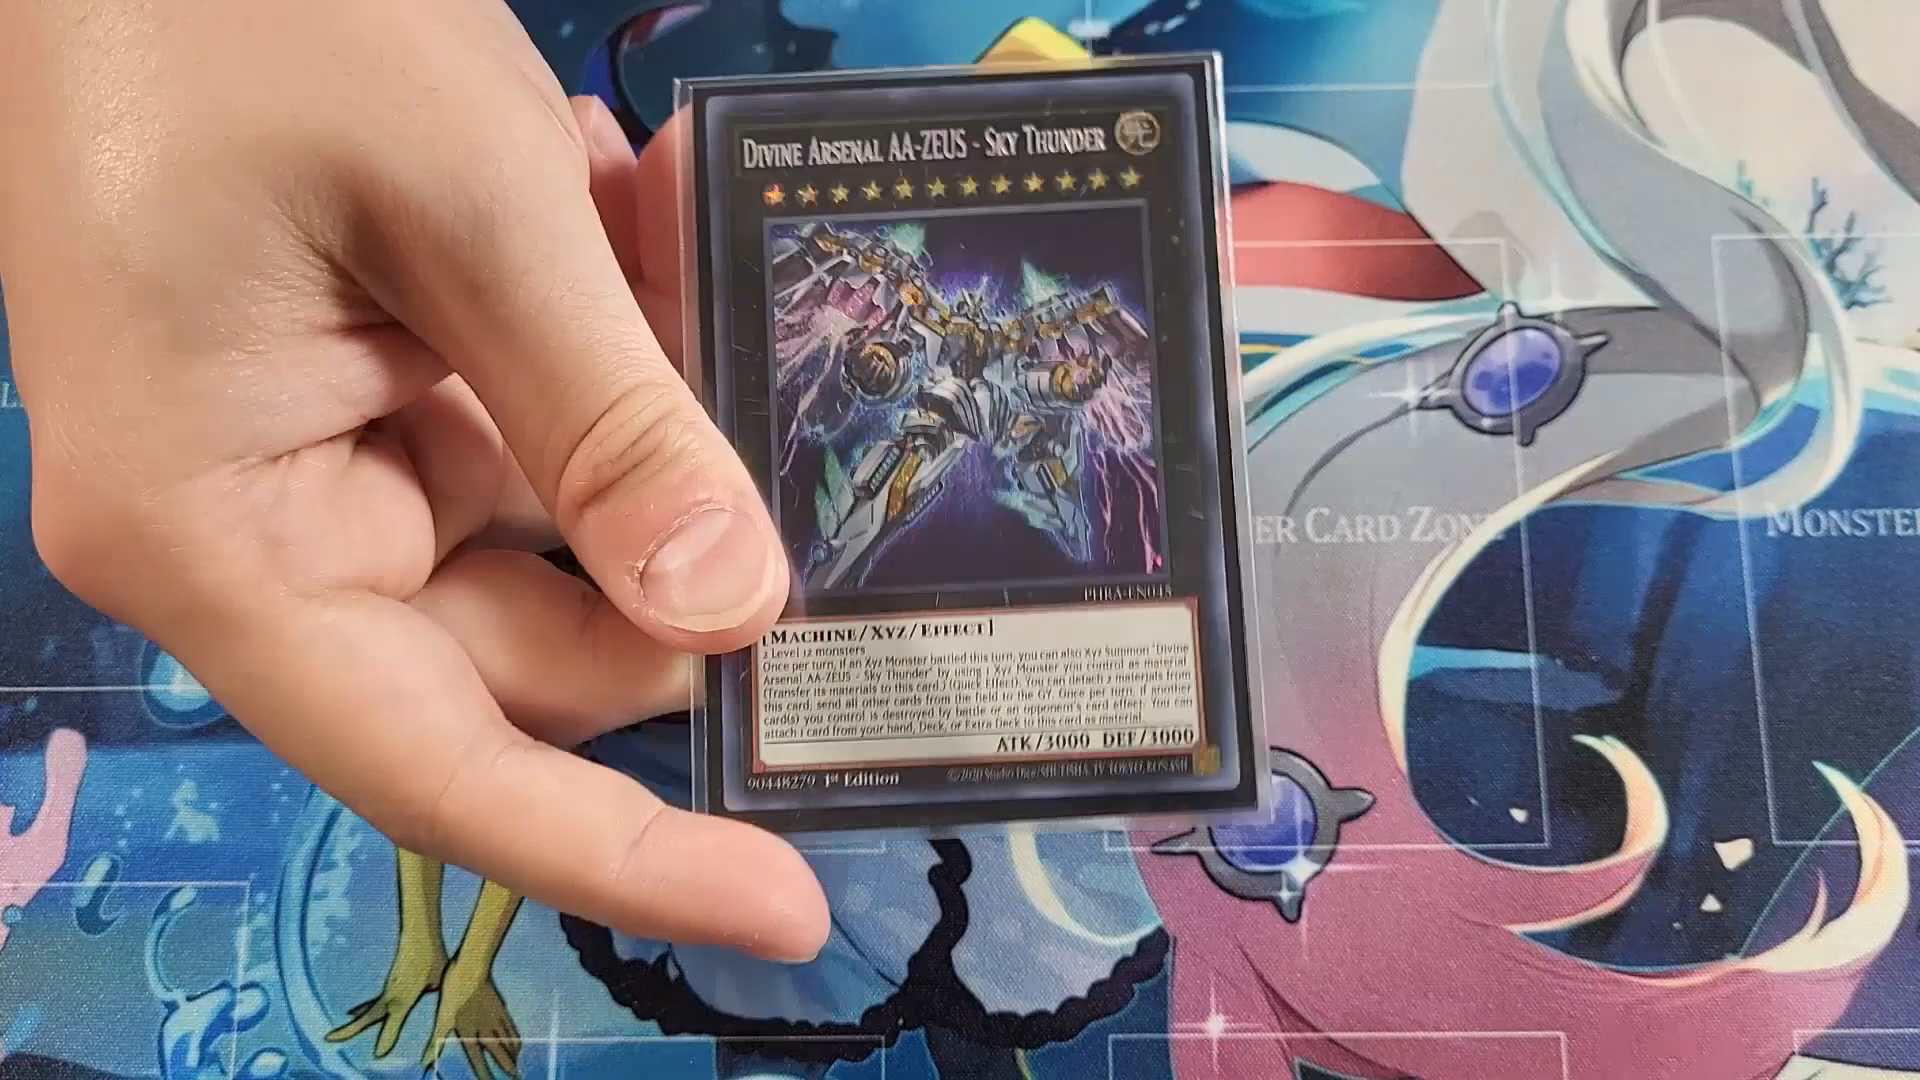 DIVINE ARSENAL AA-ZEUS - SKY THUNDER
光
PHRA-EN045
[MACHINE/XYZ/EFFECT]
2 Level 12 monsters
Once per turn, if an Xyz Monster battled this turn, you can also Xyz Summon "Divine
Arsenal AA-ZEUS - Sky Thunder" by using 1 Xyz Monster you control as material.
(Transfer its materials to this card.) (Quick Effect): You can detach 2 materials from
this card; send all other cards from the field to the GY. Once per turn, if another
card(s) you control is destroyed by battle or an opponent's card effect: You can
attach 1 card from your hand, Deck, or Extra Deck to this card as material.
ATK/3000 DEF/3000
90448279 1st Edition
©2020 Studio Dice/SHUEISHA, TV TOKYO, KONAMI
ER CARD ZONE
MONSTER